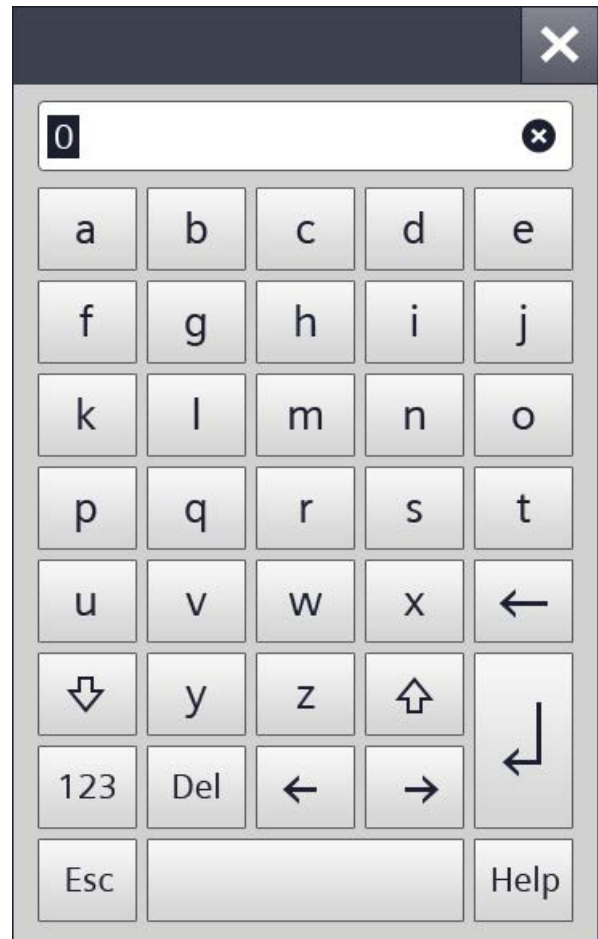 0
a b c d e
f g h i j
k l m n o
p q r s t
u v w x ←
y z
123 Del ← →
Esc Help